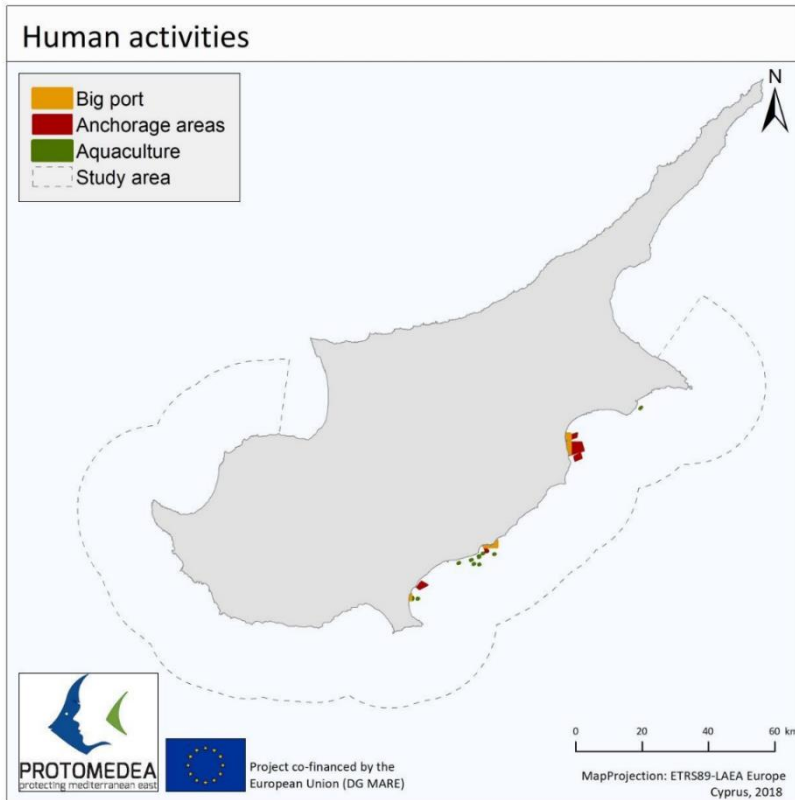 Human activities
Big port
Anchorage areas
Aquaculture
Study area
N
PROTOMEDEA
protecting mediterranean east
Project co-financed by the
European Union (DG MARE)
0 20 40 60 km
MapProjection: ETRS89-LAEA Europe
Cyprus, 2018